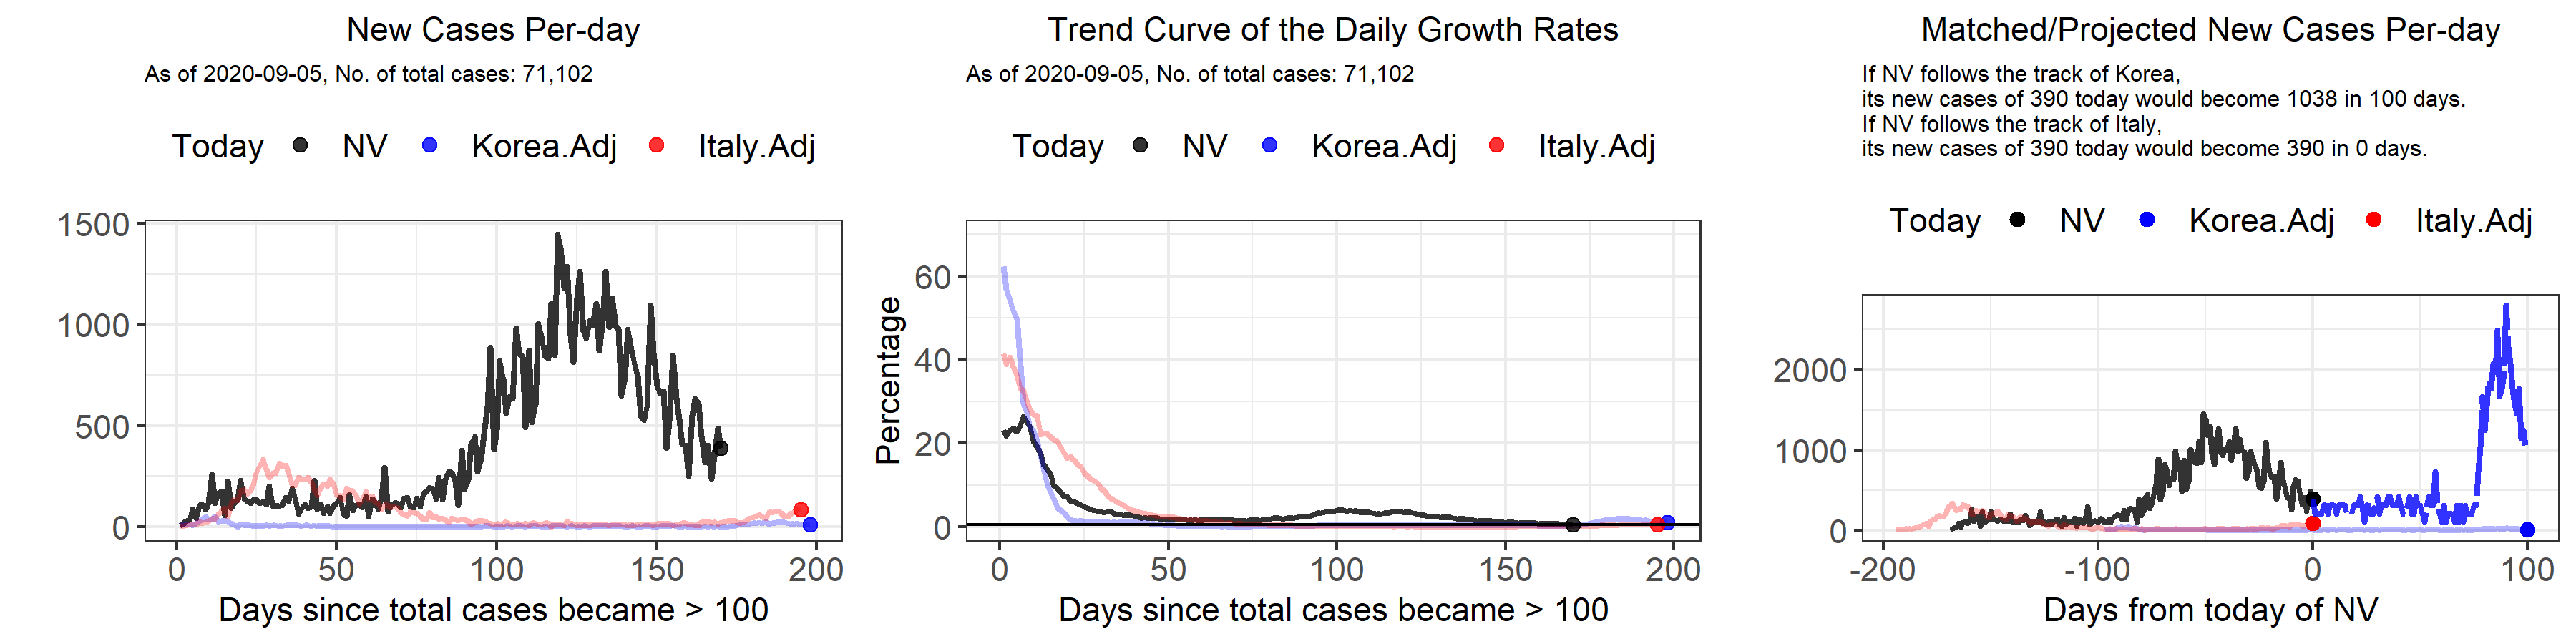 New Cases Per-day
As of 2020-09-05, No. of total cases: 71,102
Today NV Korea.Adj Italy.Adj
1500
1000
500
0
0 50 100 150 200
Days since total cases became > 100
Trend Curve of the Daily Growth Rates
As of 2020-09-05, No. of total cases: 71,102
Today NV Korea.Adj Italy.Adj
Percentage
60
40
20
0
0 50 100 150 200
Days since total cases became > 100
Matched/Projected New Cases Per-day
If NV follows the track of Korea,
its new cases of 390 today would become 1038 in 100 days.
If NV follows the track of Italy,
its new cases of 390 today would become 390 in 0 days.
Today NV Korea.Adj Italy.Adj
2000
1000
0
-200 -100 0 100
Days from today of NV